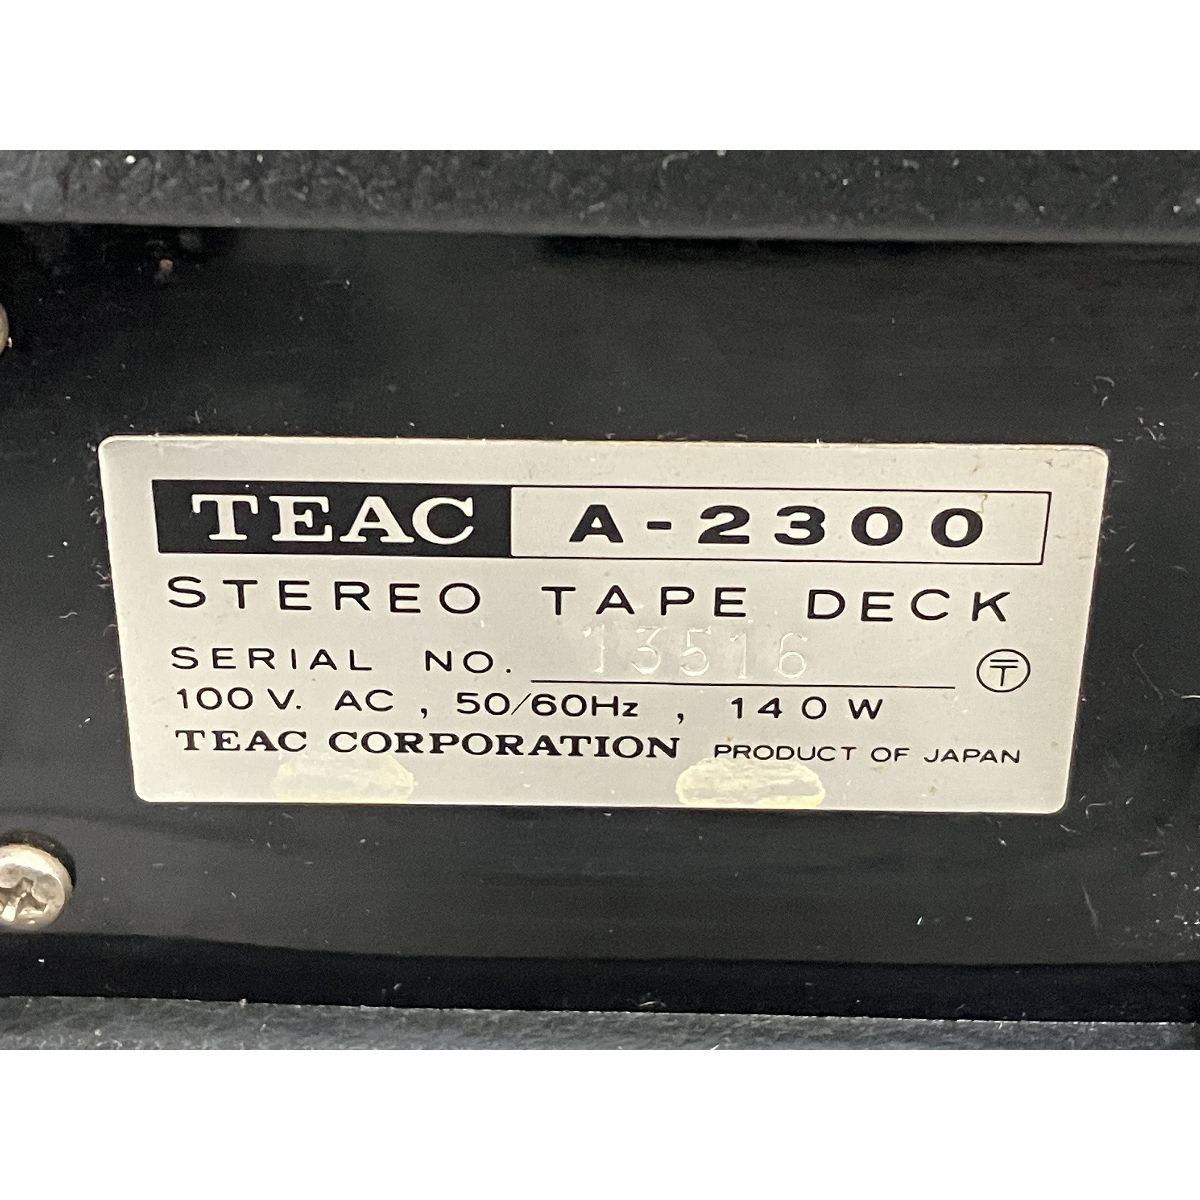 TEAC A-2300
STEREO TAPE DECK
SERIAL NO. 13516
〒
100V. AC , 50/60Hz , 140W
TEAC CORPORATION PRODUCT OF JAPAN